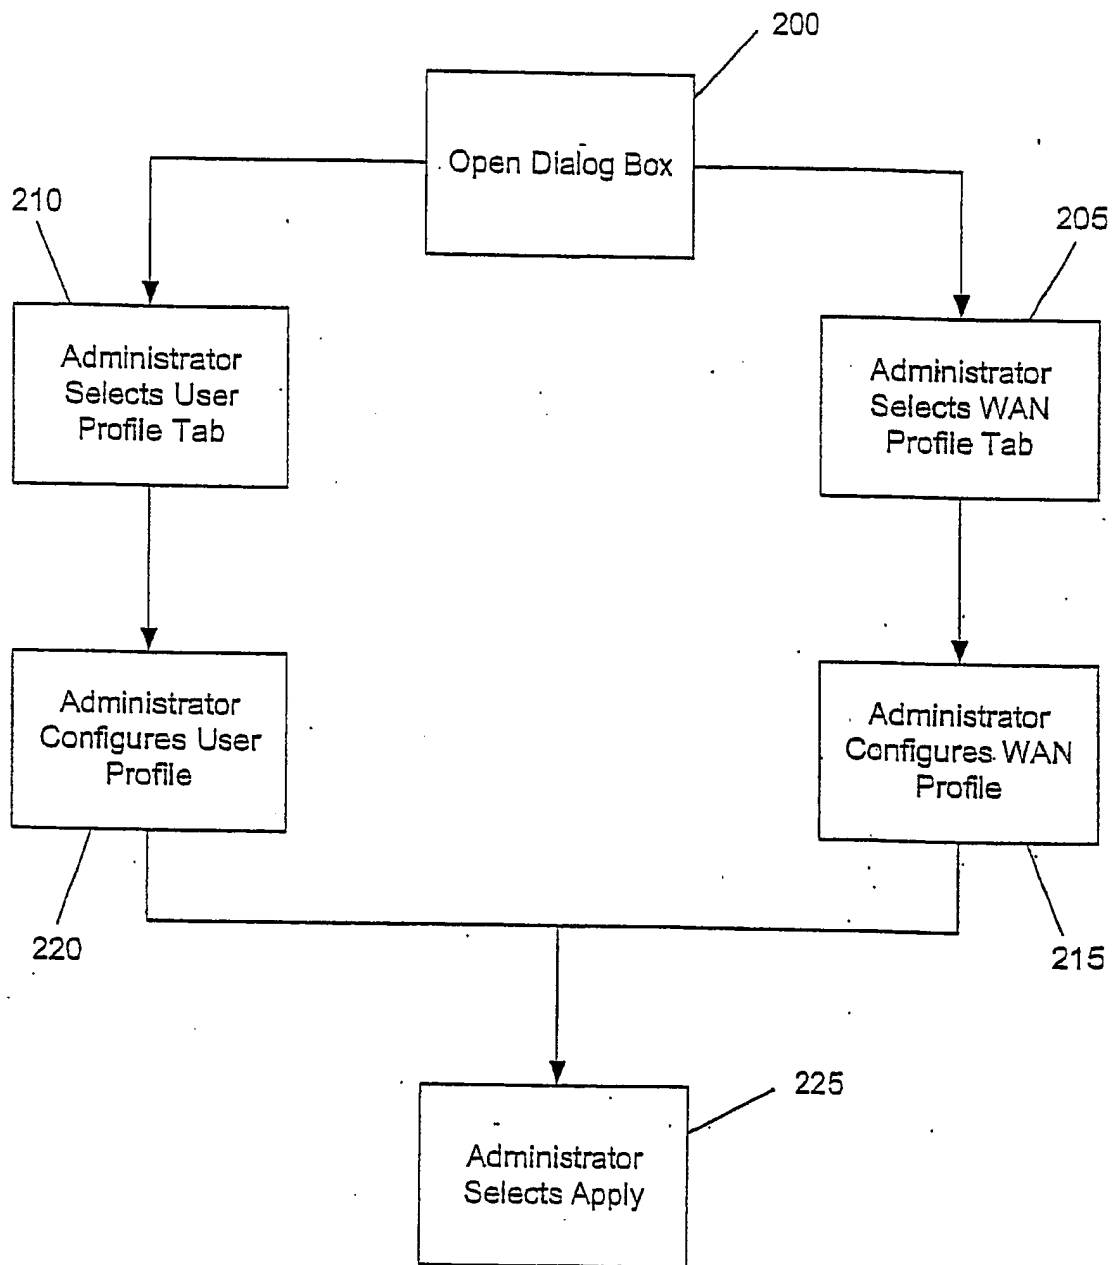 200
Open Dialog Box
210
205
Administrator
Selects User
Profile Tab
Administrator
Selects WAN
Profile Tab
Administrator
Configures User
Profile
Administrator
Configures WAN
Profile
220
215
225
Administrator
Selects Apply